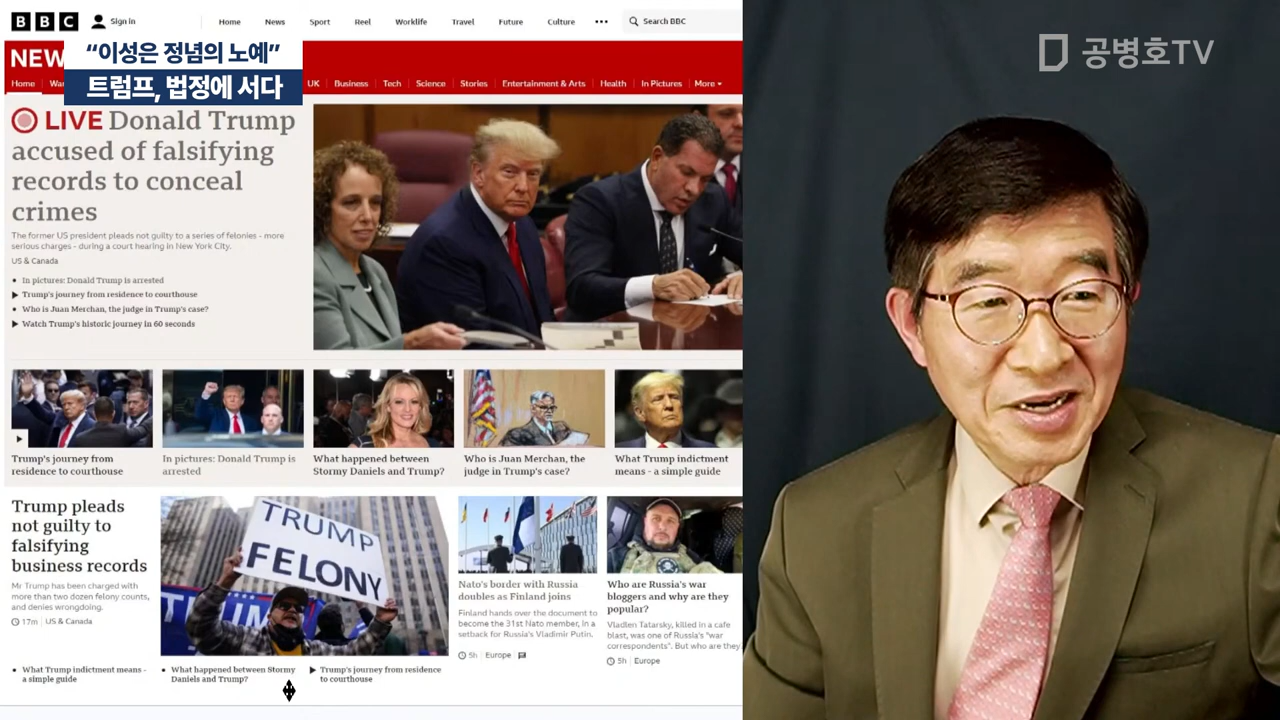 BBC
Sign in
Home
News
Sport
Reel
Worklife
Travel
Future
Culture
Search BBC
NEW
“이성은 정념의 노예”
트럼프, 법정에 서다
Home
UK
Business
Tech
Science
Stories
Entertainment & Arts
Health
In Pictures
More
LIVE Donald Trump
accused of falsifying
records to conceal
crimes
The former US president pleads not guilty to a series of felonies - more
serious charges - during a court hearing in New York City.
US & Canada
In pictures: Donald Trump is arrested
Trump's journey from residence to courthouse
Who is Juan Merchan, the judge in Trump's case?
Watch Trump's historic journey in 60 seconds
Trump's journey from
residence to courthouse
In pictures: Donald Trump is
arrested
What happened between
Stormy Daniels and Trump?
Who is Juan Merchan, the
judge in Trump's case?
What Trump indictment
means - a simple guide
Trump pleads
not guilty to
falsifying
business records
Mr Trump has been charged with
more than two dozen felony counts,
and denies wrongdoing.
17m | US & Canada
TRUMP
FELONY
Nato's border with Russia
doubles as Finland joins
Finland hands over the document to
become the 31st Nato member, in a
setback for Russia's Vladimir Putin.
5h | Europe
Who are Russia's war
bloggers and why are they
popular?
Vladlen Tatarsky, killed in a cafe
blast, was one of Russia's "war
correspondents". But who are they
5h | Europe
What Trump indictment means -
a simple guide
What happened between Stormy
Daniels and Trump?
Trump's journey from residence
to courthouse
공병호TV